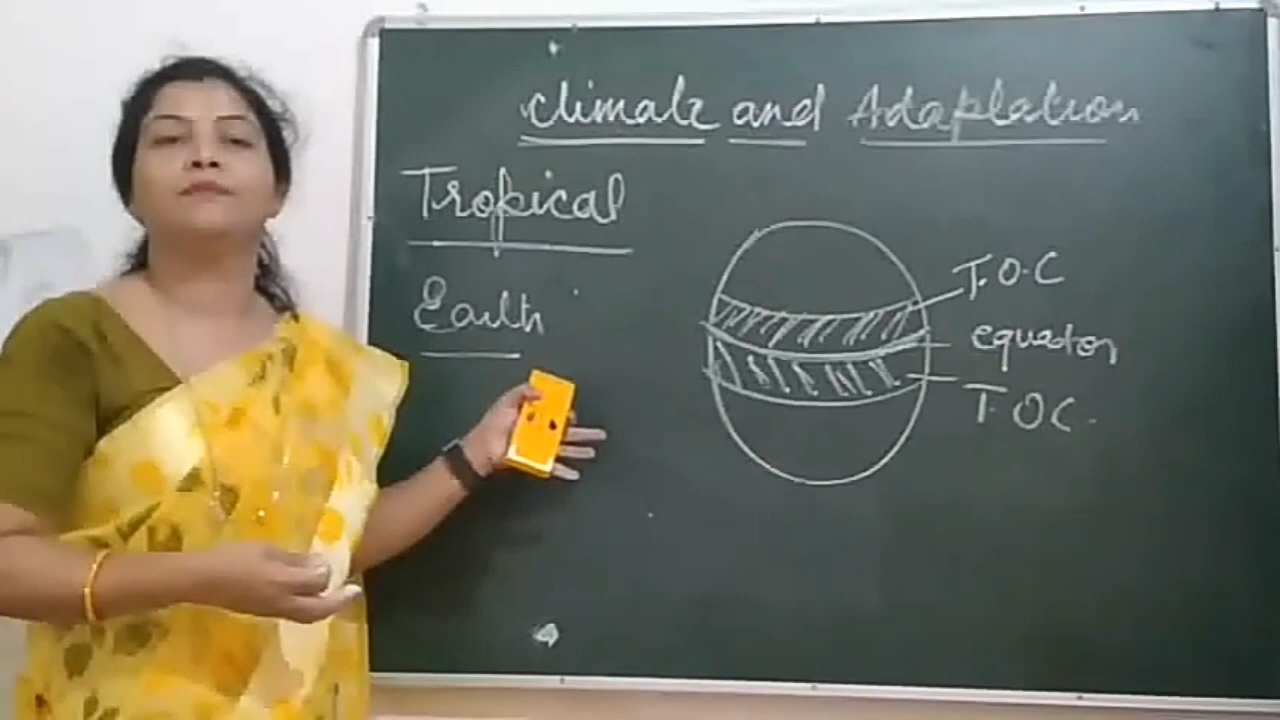 Climate and Adaptation
Tropical
Earth
T.O.C
equator
T.O.C.